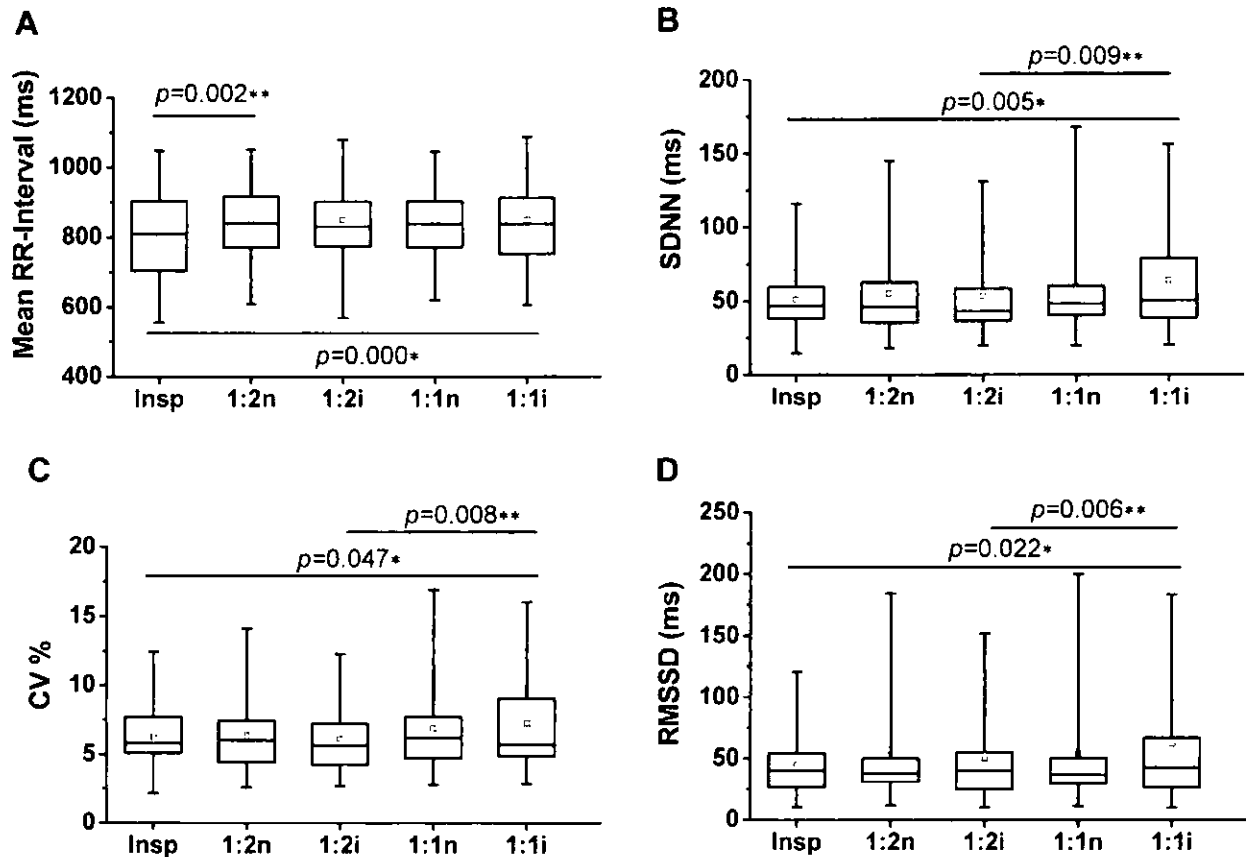 A
Mean RR-Interval (ms)
1200
1000
800
600
400
p=0.002**
p=0.000*
Insp 1:2n 1:2i 1:1n 1:1i
B
SDNN (ms)
200
150
100
50
0
p=0.009**
p=0.005*
Insp 1:2n 1:2i 1:1n 1:1i
C
CV %
20
15
10
5
0
p=0.008**
p=0.047*
Insp 1:2n 1:2i 1:1n 1:1i
D
RMSSD (ms)
250
200
150
100
50
0
p=0.006**
p=0.022*
Insp 1:2n 1:2i 1:1n 1:1i